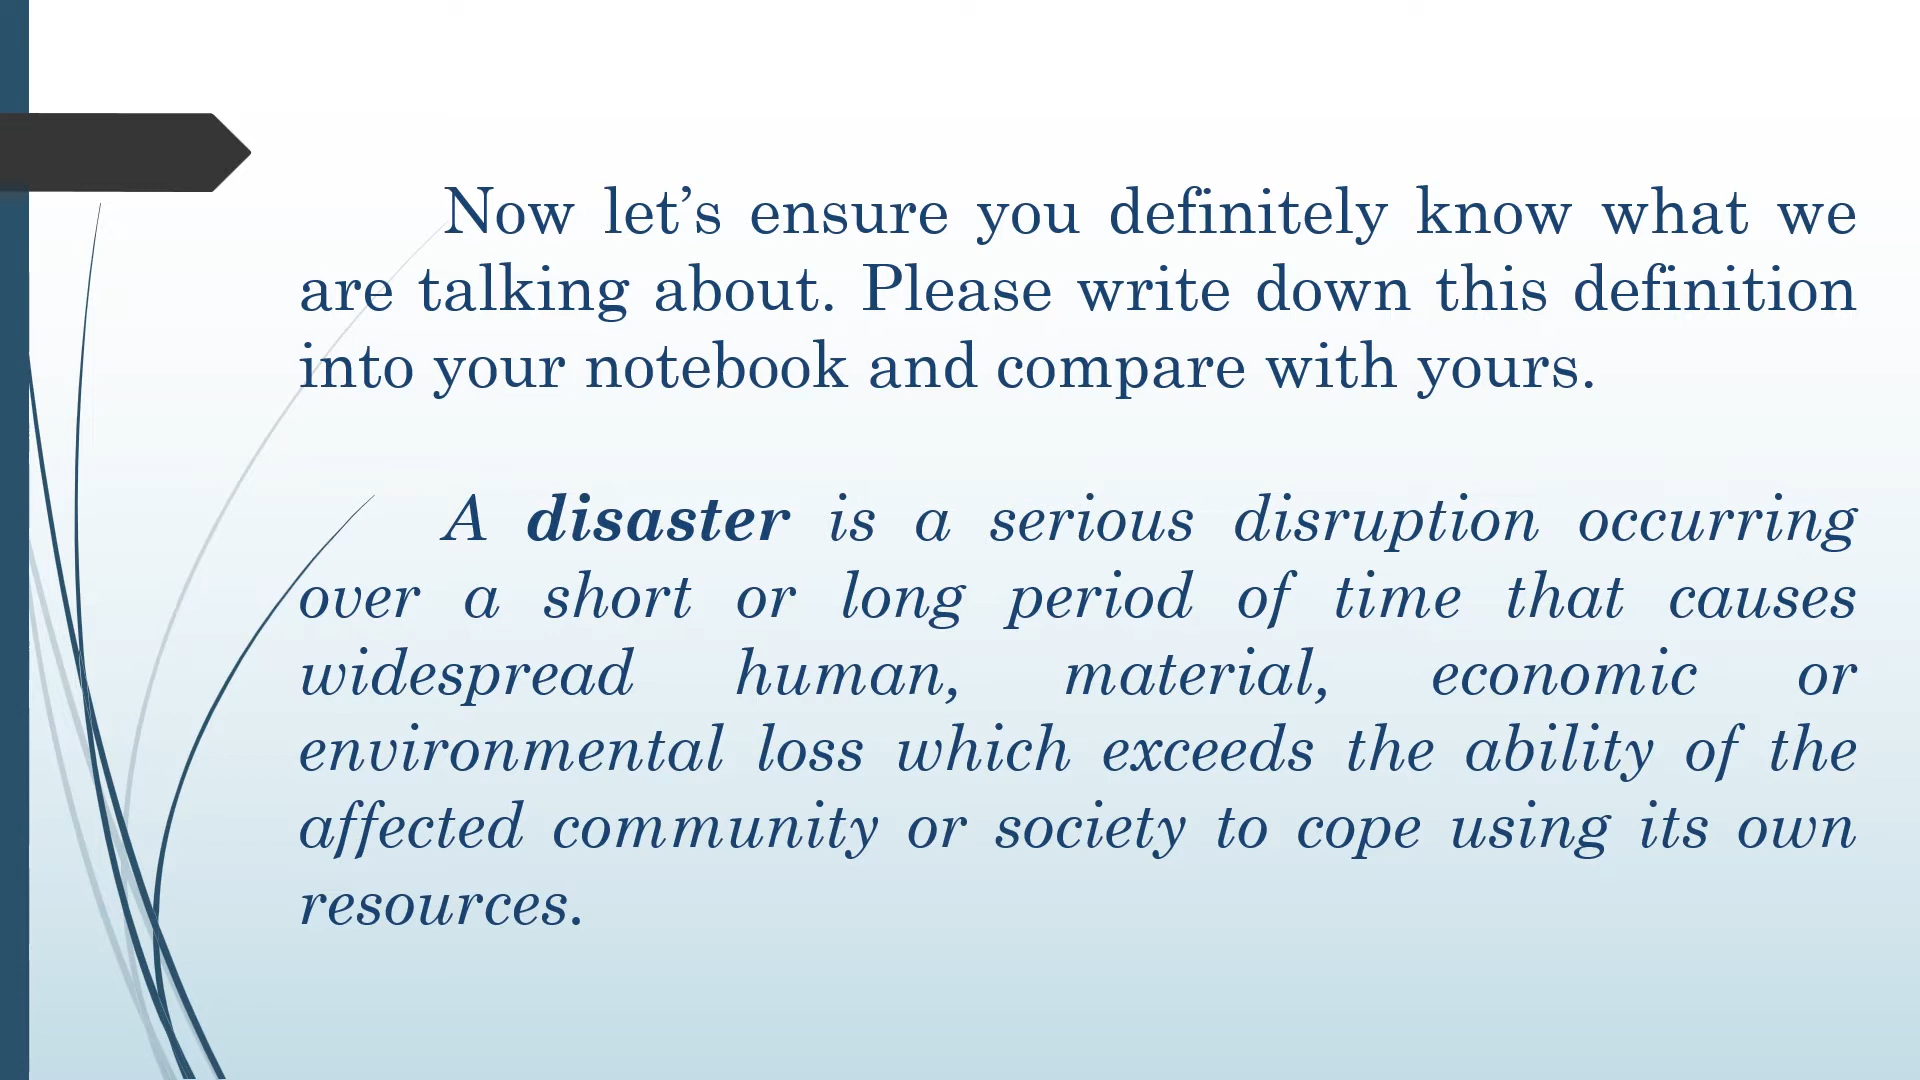 Now let’s ensure you definitely know what we
are talking about. Please write down this definition
into your notebook and compare with yours.
A disaster is a serious disruption occurring
over a short or long period of time that causes
widespread human, material, economic or
environmental loss which exceeds the ability of the
affected community or society to cope using its own
resources.